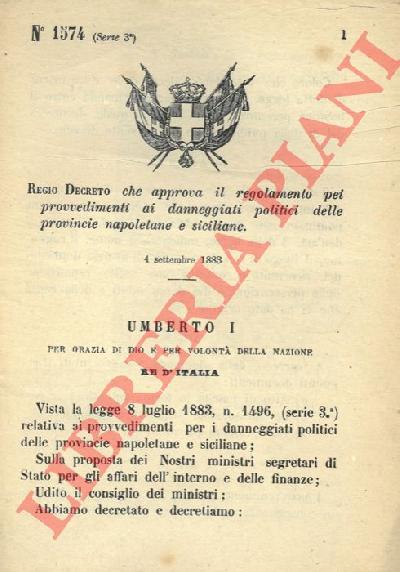 N° 1574 (Serie 3ª) 1
REGIO DECRETO che approva il regolamento pei
provvedimenti ai danneggiati politici delle
provincie napoletane e siciliane.
4 settembre 1883
UMBERTO I
PER GRAZIA DI DIO E PER VOLONTÀ DELLA NAZIONE
RE D'ITALIA
Vista la legge 8 luglio 1883, n. 1496, (serie 3.ª)
relativa ai provvedimenti per i danneggiati politici
delle provincie napoletane e siciliane;
Sulla proposta dei Nostri ministri segretari di
Stato per gli affari dell'interno e delle finanze;
Udito il consiglio dei ministri;
Abbiamo decretato e decretiamo:
LIBRERIA PIANI